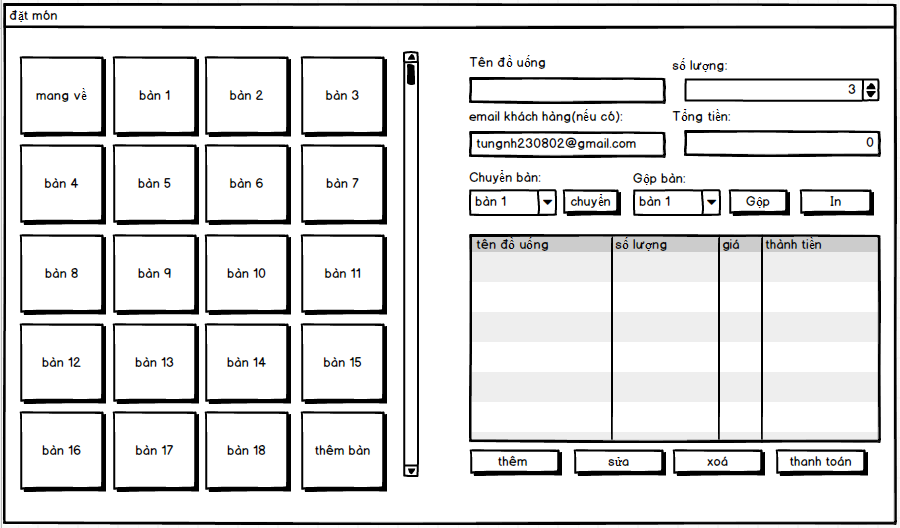 đặt món
mang về
bàn 1
bàn 2
bàn 3
bàn 4
bàn 5
bàn 6
bàn 7
bàn 8
bàn 9
bàn 10
bàn 11
bàn 12
bàn 13
bàn 14
bàn 15
bàn 16
bàn 17
bàn 18
thêm bàn
Tên đồ uống
số lượng:
3
email khách hàng(nếu có):
Tổng tiền:
tungnh230802@gmail.com
0
Chuyển bàn:
Gộp bàn:
bàn 1
chuyển
bàn 1
Gộp
In
tên đồ uống
số lượng
giá
thành tiền
thêm
sửa
xoá
thanh toán